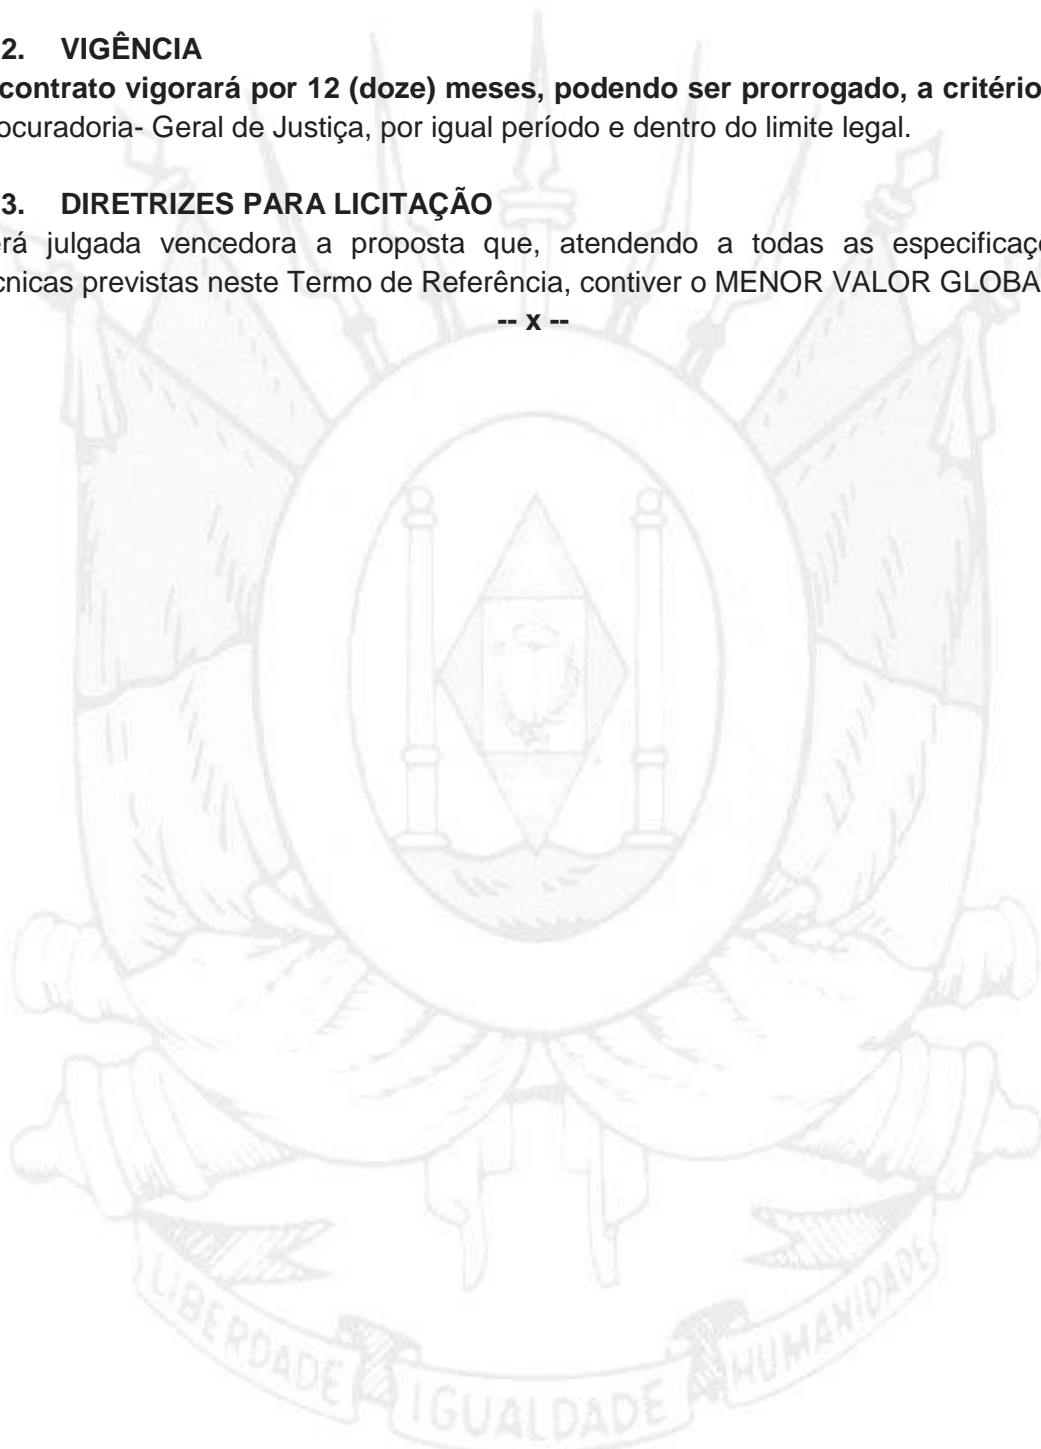 2. VIGÊNCIA
contrato vigorará por 12 (doze) meses, podendo ser prorrogado, a critério
ocuradoria- Geral de Justiça, por igual período e dentro do limite legal.
3. DIRETRIZES PARA LICITAÇÃO
erá julgada vencedora a proposta que, atendendo a todas as especificaçõ
cnicas previstas neste Termo de Referência, contiver o MENOR VALOR GLOBA
-- x --
LIBERDADE IGUALDADE HUMANIDADE